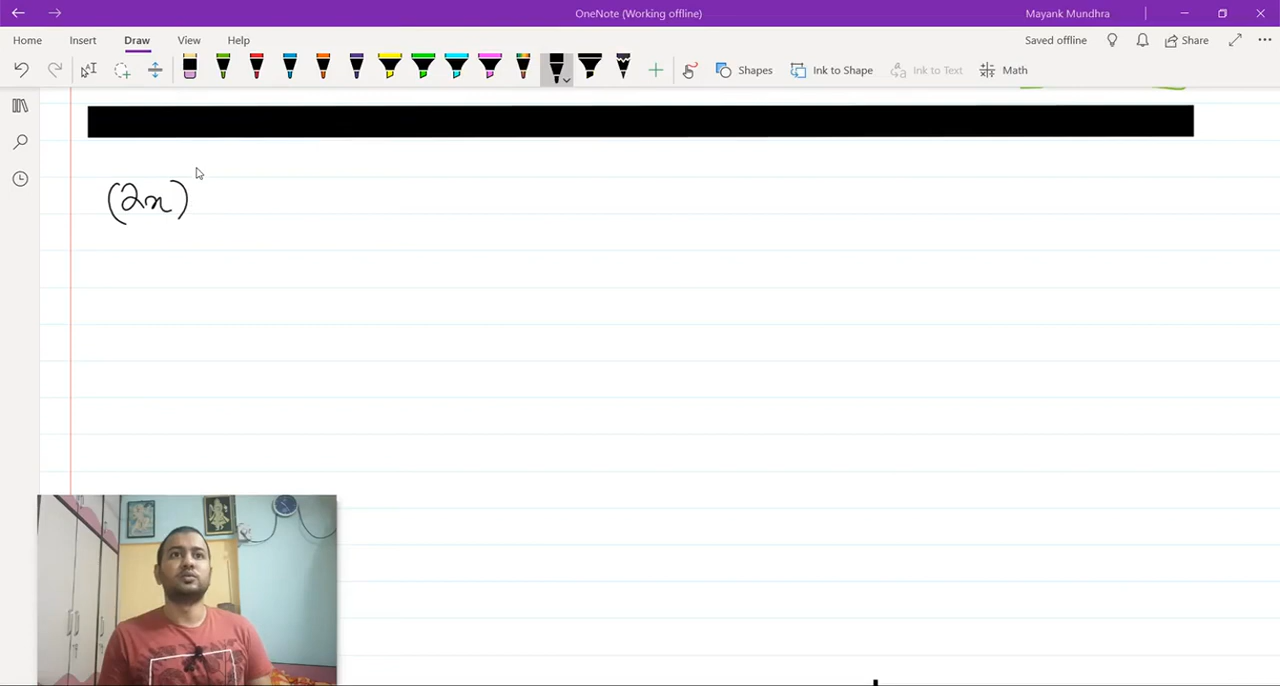 OneNote (Working offline)
Mayank Mundhra
Home Insert Draw View Help
Saved offline Share
Shapes Ink to Shape Ink to Text Math
(2x)